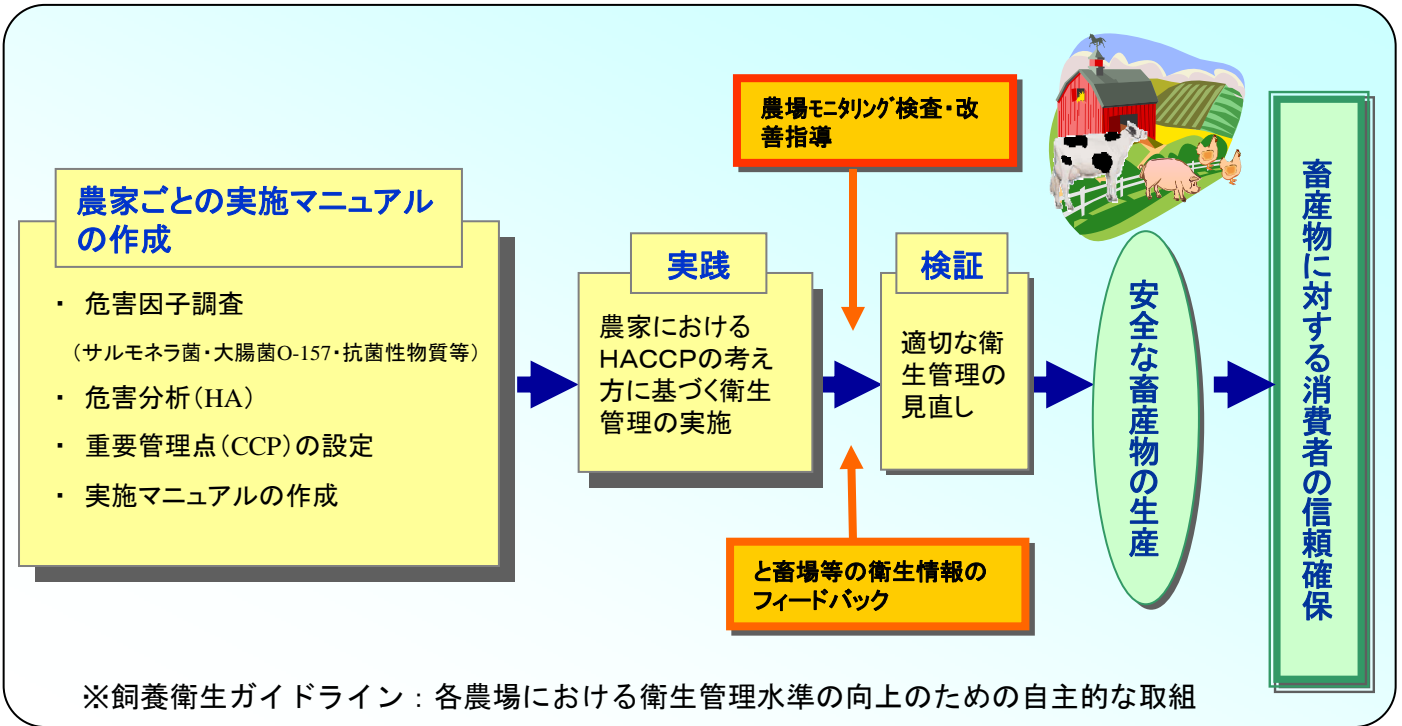 農家ごとの実施マニュアル
の作成
・ 危害因子調査
（サルモネラ菌・大腸菌O-157・抗菌性物質等）
・ 危害分析（HA）
・ 重要管理点（CCP）の設定
・ 実施マニュアルの作成
実践
農家における
HACCPの考え
方に基づく衛生
管理の実施
農場モニタリング検査・改
善指導
と畜場等の衛生情報の
フィードバック
検証
適切な衛
生管理の
見直し
安全な畜産物の生産
畜産物に対する消費者の信頼確保
※飼養衛生ガイドライン：各農場における衛生管理水準の向上のための自主的な取組